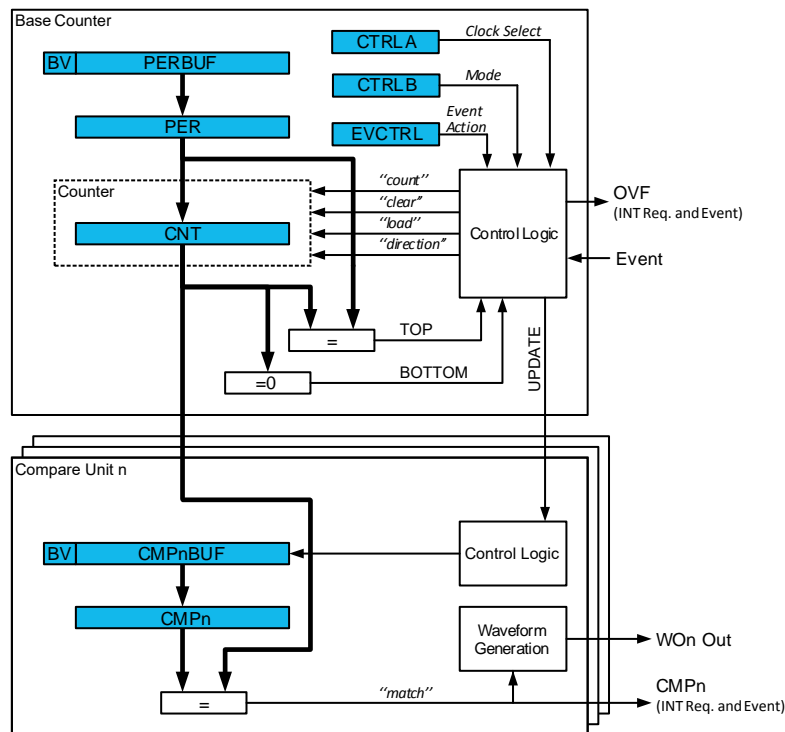 Base Counter
BV PERBUF
PER
Counter
CNT
CTRLA
Clock Select
CTRLB
Mode
EVCTRL
Event
Action
“count”
“clear”
“load”
“direction”
Control Logic
OVF
(INT Req. and Event)
Event
=
TOP
=0
BOTTOM
UPDATE
Compare Unit n
BV CMPnBUF
Control Logic
CMPn
Waveform
Generation
WOn Out
=
“match”
CMPn
(INT Req. and Event)